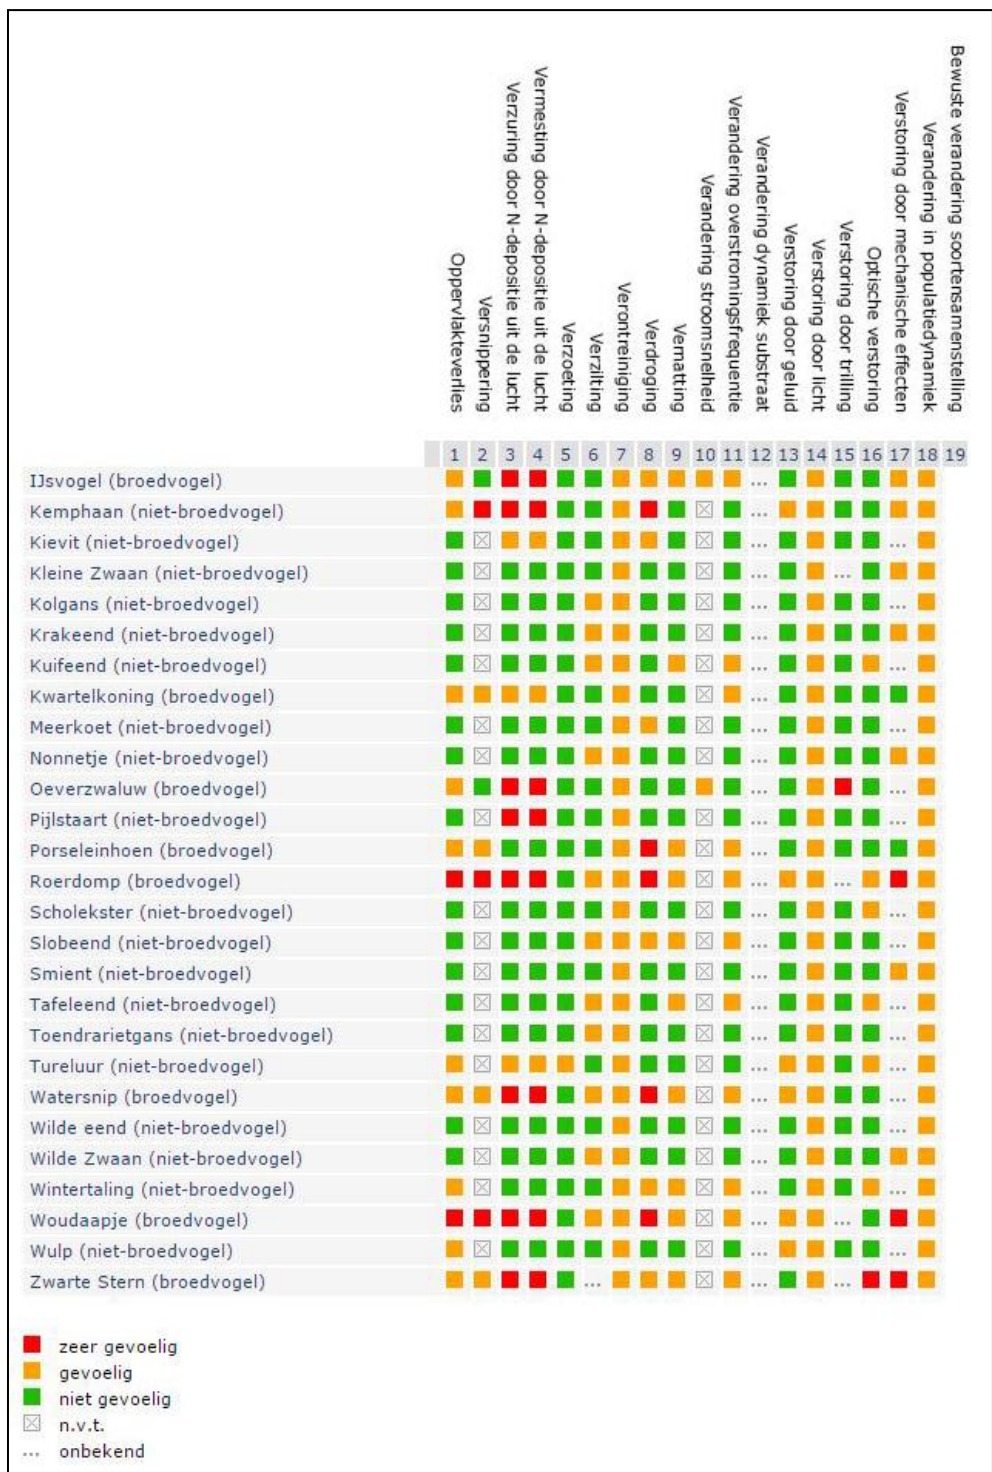 Oppervlakteverlies
Versnippering
Verzuring door N-depositie uit de lucht
Vermesting door N-depositie uit de lucht
Verzoeting
Verzilting
Verontreiniging
Verdroging
Vernatting
Verandering stroomsnelheid
Verandering overstromingsfrequentie
Verandering dynamiek substraat
Verstoring door geluid
Verstoring door licht
Verstoring door trilling
Optische verstoring
Verstoring door mechanische effecten
Verandering in populatiedynamiek
Bewuste verandering soortensamenstelling
1 2 3 4 5 6 7 8 9 10 11 12 13 14 15 16 17 18 19
IJsvogel (broedvogel) ...
Kemphaan (niet-broedvogel) ...
Kievit (niet-broedvogel) ... ...
Kleine Zwaan (niet-broedvogel) ... ...
Kolgans (niet-broedvogel) ... ...
Krakeend (niet-broedvogel) ...
Kuifeend (niet-broedvogel) ... ...
Kwartelkoning (broedvogel) ...
Meerkoet (niet-broedvogel) ... ...
Nonnetje (niet-broedvogel) ...
Oeverzwaluw (broedvogel) ... ...
Pijlstaart (niet-broedvogel) ... ...
Porseleinhoen (broedvogel) ...
Roerdomp (broedvogel) ... ...
Scholekster (niet-broedvogel) ... ...
Slobeend (niet-broedvogel) ... ...
Smient (niet-broedvogel) ...
Tafeleend (niet-broedvogel) ... ...
Toendrarietgans (niet-broedvogel) ... ...
Tureluur (niet-broedvogel) ... ...
Watersnip (broedvogel) ... ...
Wilde eend (niet-broedvogel) ... ...
Wilde Zwaan (niet-broedvogel) ...
Wintertaling (niet-broedvogel) ... ...
Woudaapje (broedvogel) ... ...
Wulp (niet-broedvogel) ... ...
Zwarte Stern (broedvogel) ... ... ...
zeer gevoelig
gevoelig
niet gevoelig
n.v.t.
... onbekend